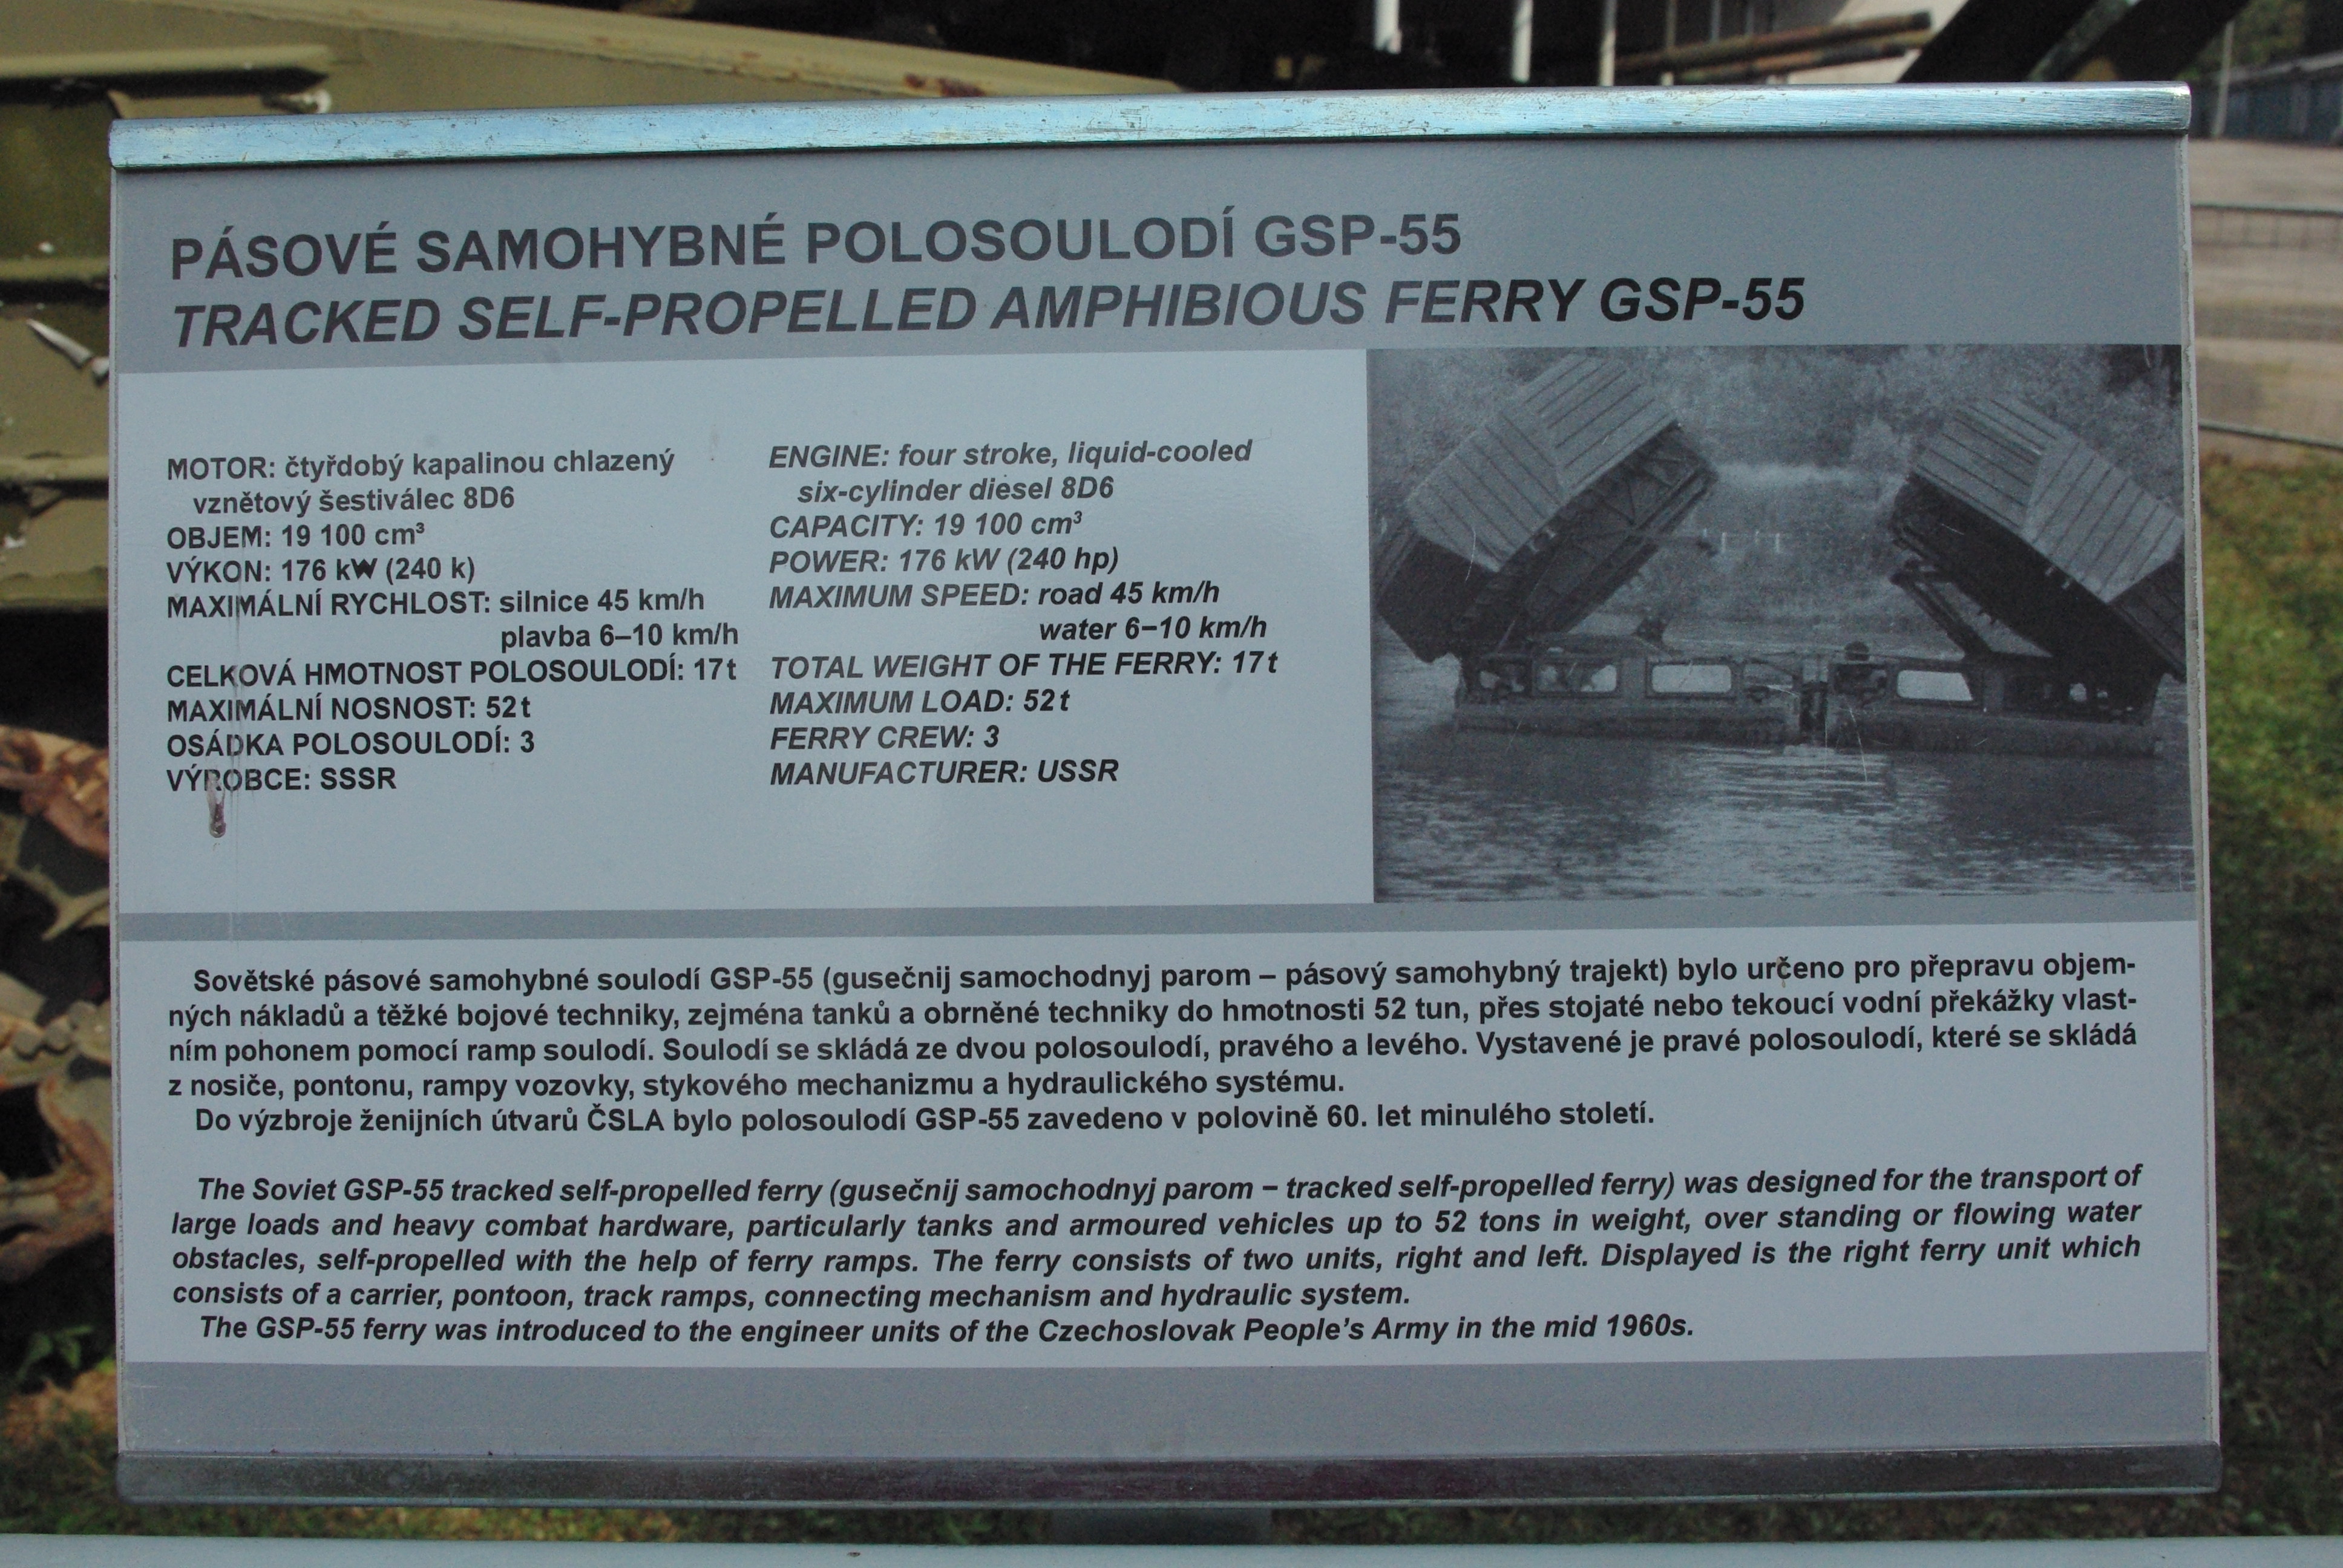 PÁSOVÉ SAMOHYBNÉ POLOSOULODÍ GSP-55
TRACKED SELF-PROPELLED AMPHIBIOUS FERRY GSP-55
MOTOR: čtyřdobý kapalinou chlazený
vznětový šestiválec 8D6
OBJEM: 19 100 cm³
VÝKON: 176 kW (240 k)
MAXIMÁLNÍ RYCHLOST: silnice 45 km/h
plavba 6–10 km/h
CELKOVÁ HMOTNOST POLOSOULODÍ: 17 t
MAXIMÁLNÍ NOSNOST: 52 t
OSÁDKA POLOSOULODÍ: 3
VÝROBCE: SSSR
ENGINE: four stroke, liquid-cooled
six-cylinder diesel 8D6
CAPACITY: 19 100 cm³
POWER: 176 kW (240 hp)
MAXIMUM SPEED: road 45 km/h
water 6–10 km/h
TOTAL WEIGHT OF THE FERRY: 17 t
MAXIMUM LOAD: 52 t
FERRY CREW: 3
MANUFACTURER: USSR
Sovětské pásové samohybné soulodí GSP-55 (gusečnij samochodnyj parom – pásový samohybný trajekt) bylo určeno pro přepravu objem-
ných nákladů a těžké bojové techniky, zejména tanků a obrněné techniky do hmotnosti 52 tun, přes stojaté nebo tekoucí vodní překážky vlast-
ním pohonem pomocí ramp soulodí. Soulodí se skládá ze dvou polosoulodí, pravého a levého. Vystavené je pravé polosoulodí, které se skládá
z nosiče, pontonu, rampy vozovky, stykového mechanizmu a hydraulického systému.
Do výzbroje ženijních útvarů ČSLA bylo polosoulodí GSP-55 zavedeno v polovině 60. let minulého století.
The Soviet GSP-55 tracked self-propelled ferry (gusečnij samochodnyj parom – tracked self-propelled ferry) was designed for the transport of
large loads and heavy combat hardware, particularly tanks and armoured vehicles up to 52 tons in weight, over standing or flowing water
obstacles, self-propelled with the help of ferry ramps. The ferry consists of two units, right and left. Displayed is the right ferry unit which
consists of a carrier, pontoon, track ramps, connecting mechanism and hydraulic system.
The GSP-55 ferry was introduced to the engineer units of the Czechoslovak People's Army in the mid 1960s.